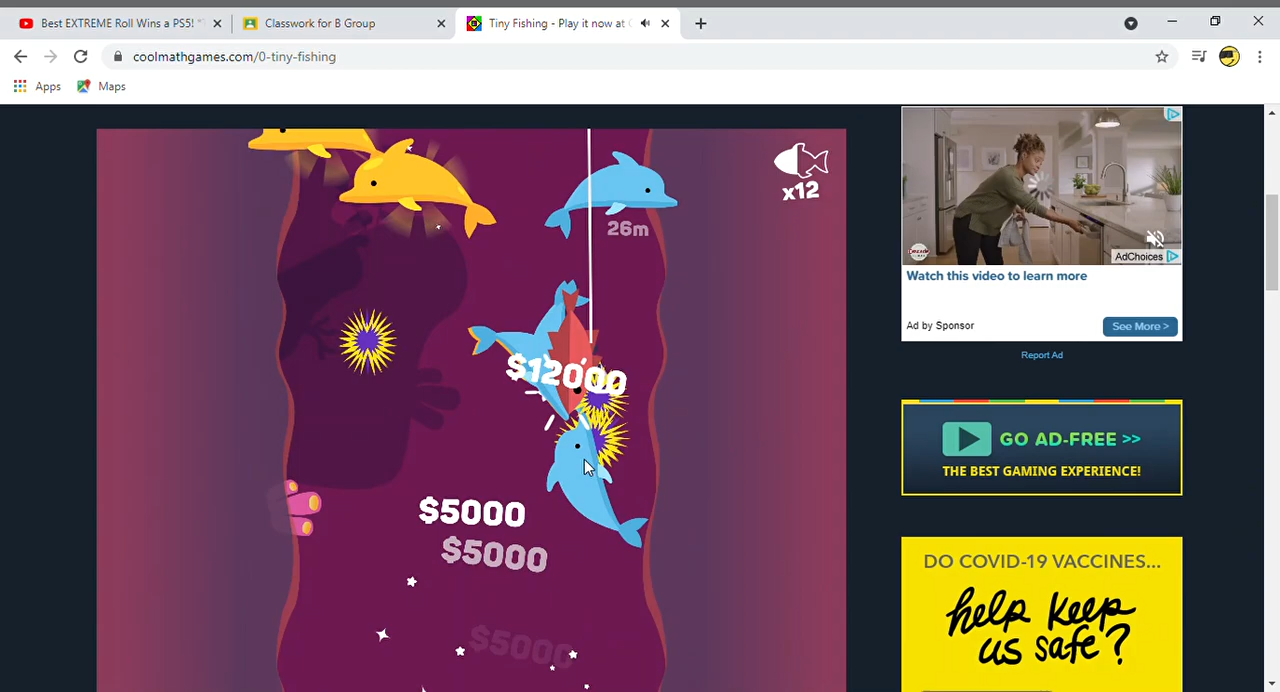 Best EXTREME Roll Wins a PS5! "
Classwork for B Group
Tiny Fishing - Play it now at
coolmathgames.com/0-tiny-fishing
Apps
Maps
x12
26m
$12000
$5000
$5000
$5000
AdChoices
Watch this video to learn more
Ad by Sponsor
See More >
Report Ad
GO AD-FREE >>
THE BEST GAMING EXPERIENCE!
DO COVID-19 VACCINES...
help keep
us safe?